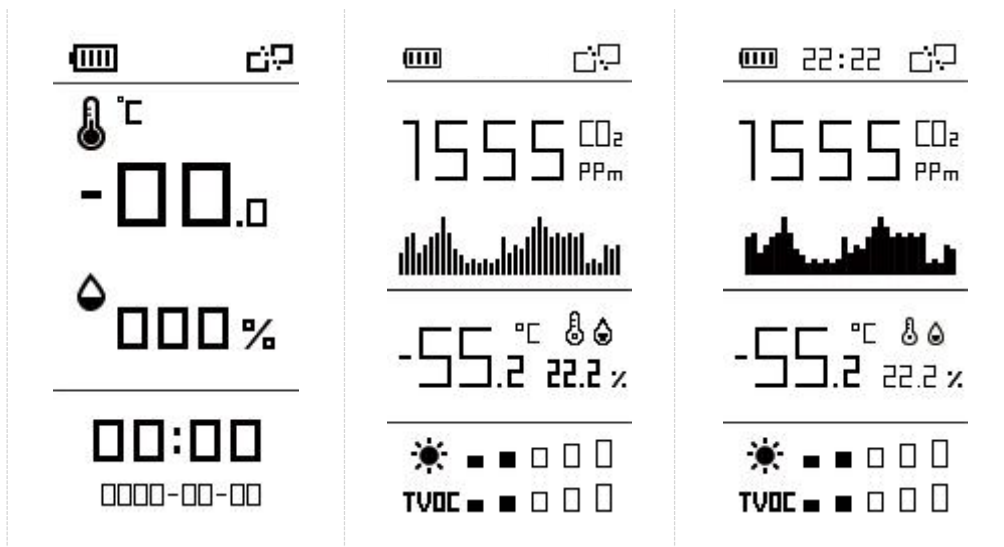 °C
-00.0
000%
00:00
0000-00-00
1555 CO₂
PPm
-55.2 °C
22.2 %
TVOC
22:22
1555 CO₂
PPm
-55.2 °C
22.2 %
TVOC